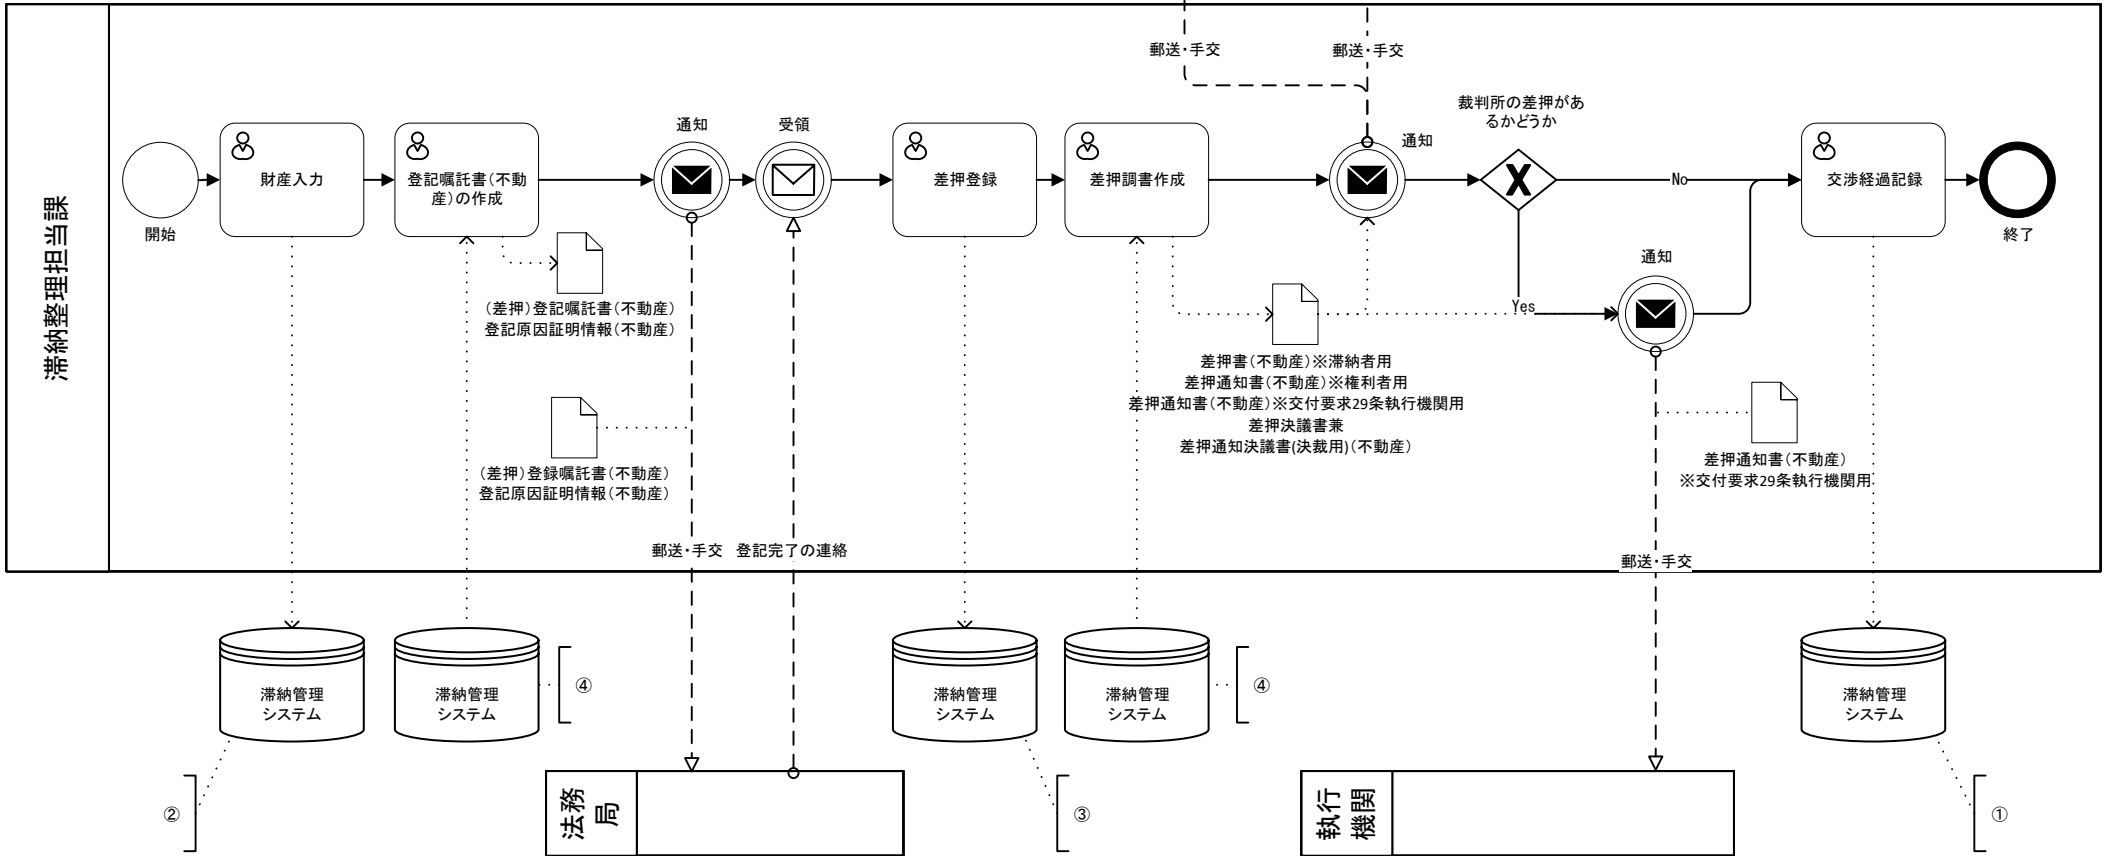 滞納整理担当課
郵送・手交
郵送・手交
開始
財産入力
登記嘱託書(不動
産)の作成
通知
受領
差押登録
差押調書作成
通知
裁判所の差押があ
るかどうか
No
Yes
通知
交渉経過記録
終了
(差押)登記嘱託書(不動産)
登記原因証明情報(不動産)
(差押)登録嘱託書(不動産)
登記原因証明情報(不動産)
差押書(不動産)※滞納者用
差押通知書(不動産)※権利者用
差押通知書(不動産)※交付要求29条執行機関用
差押決議書兼
差押通知決議書(決裁用)(不動産)
差押通知書(不動産)
※交付要求29条執行機関用
郵送・手交
登記完了の連絡
郵送・手交
滞納管理
システム
滞納管理
システム
④
滞納管理
システム
滞納管理
システム
④
滞納管理
システム
②
法務
局
③
執行
機関
①